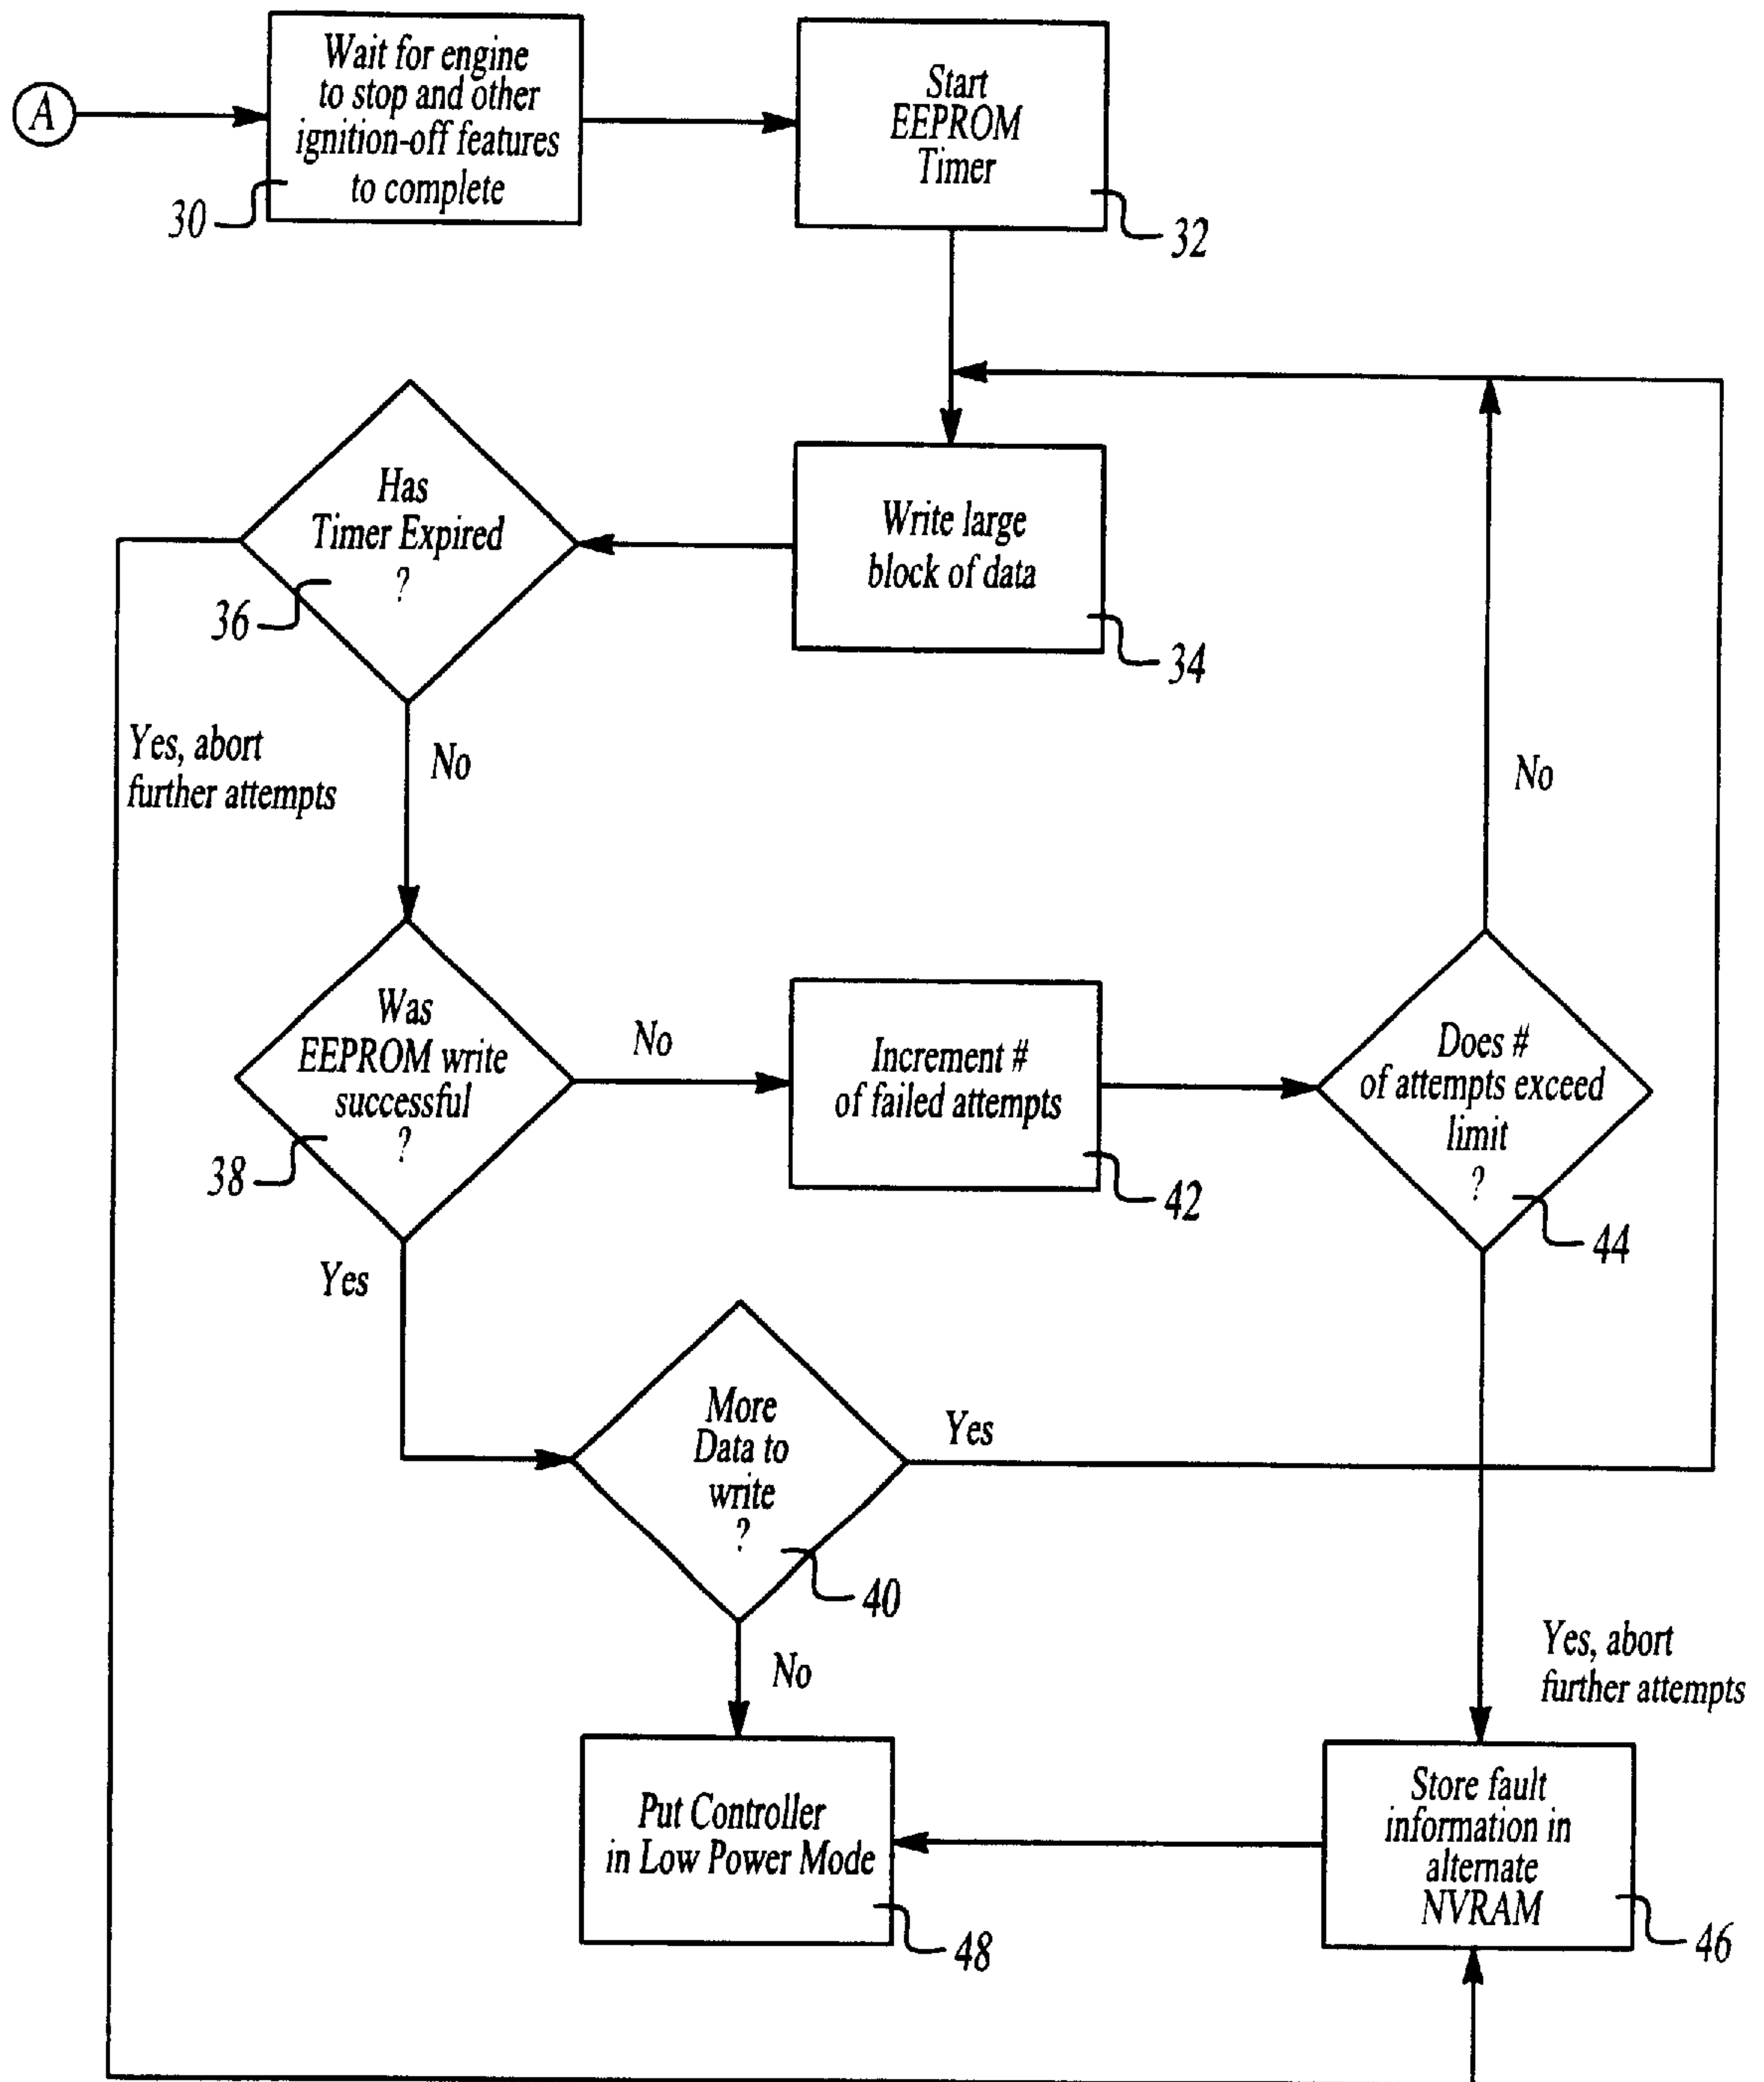 A
Wait for engine
to stop and other
ignition-off features
to complete
30
Start
EEPROM
Timer
32
Has
Timer Expired
?
36
Write large
block of data
34
Yes, abort
further attempts
No
No
Was
EEPROM write
successful
?
38
No
Increment #
of failed attempts
42
Does #
of attempts exceed
limit
?
44
Yes
More
Data to
write
?
40
Yes
No
Yes, abort
further attempts
Put Controller
in Low Power Mode
48
Store fault
information in
alternate
NVRAM
46